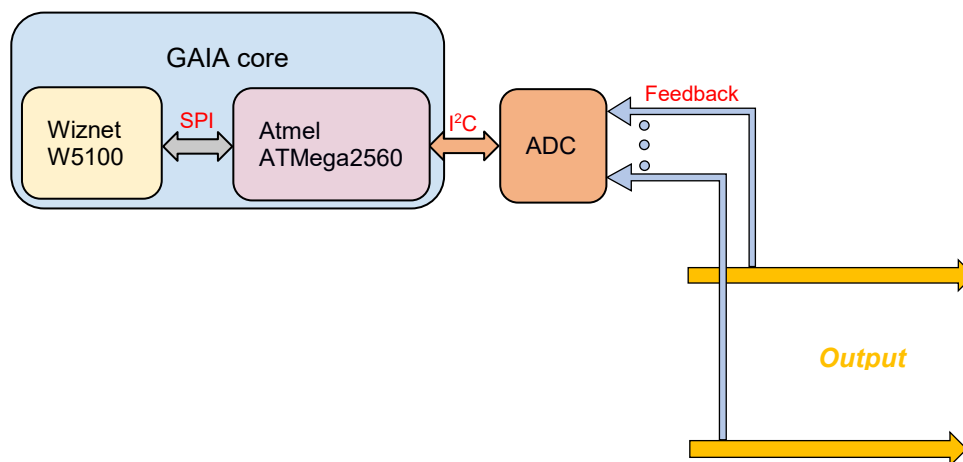 GAIA core
Wiznet
W5100
SPI
Atmel
ATMega2560
I²C
ADC
Feedback
Output